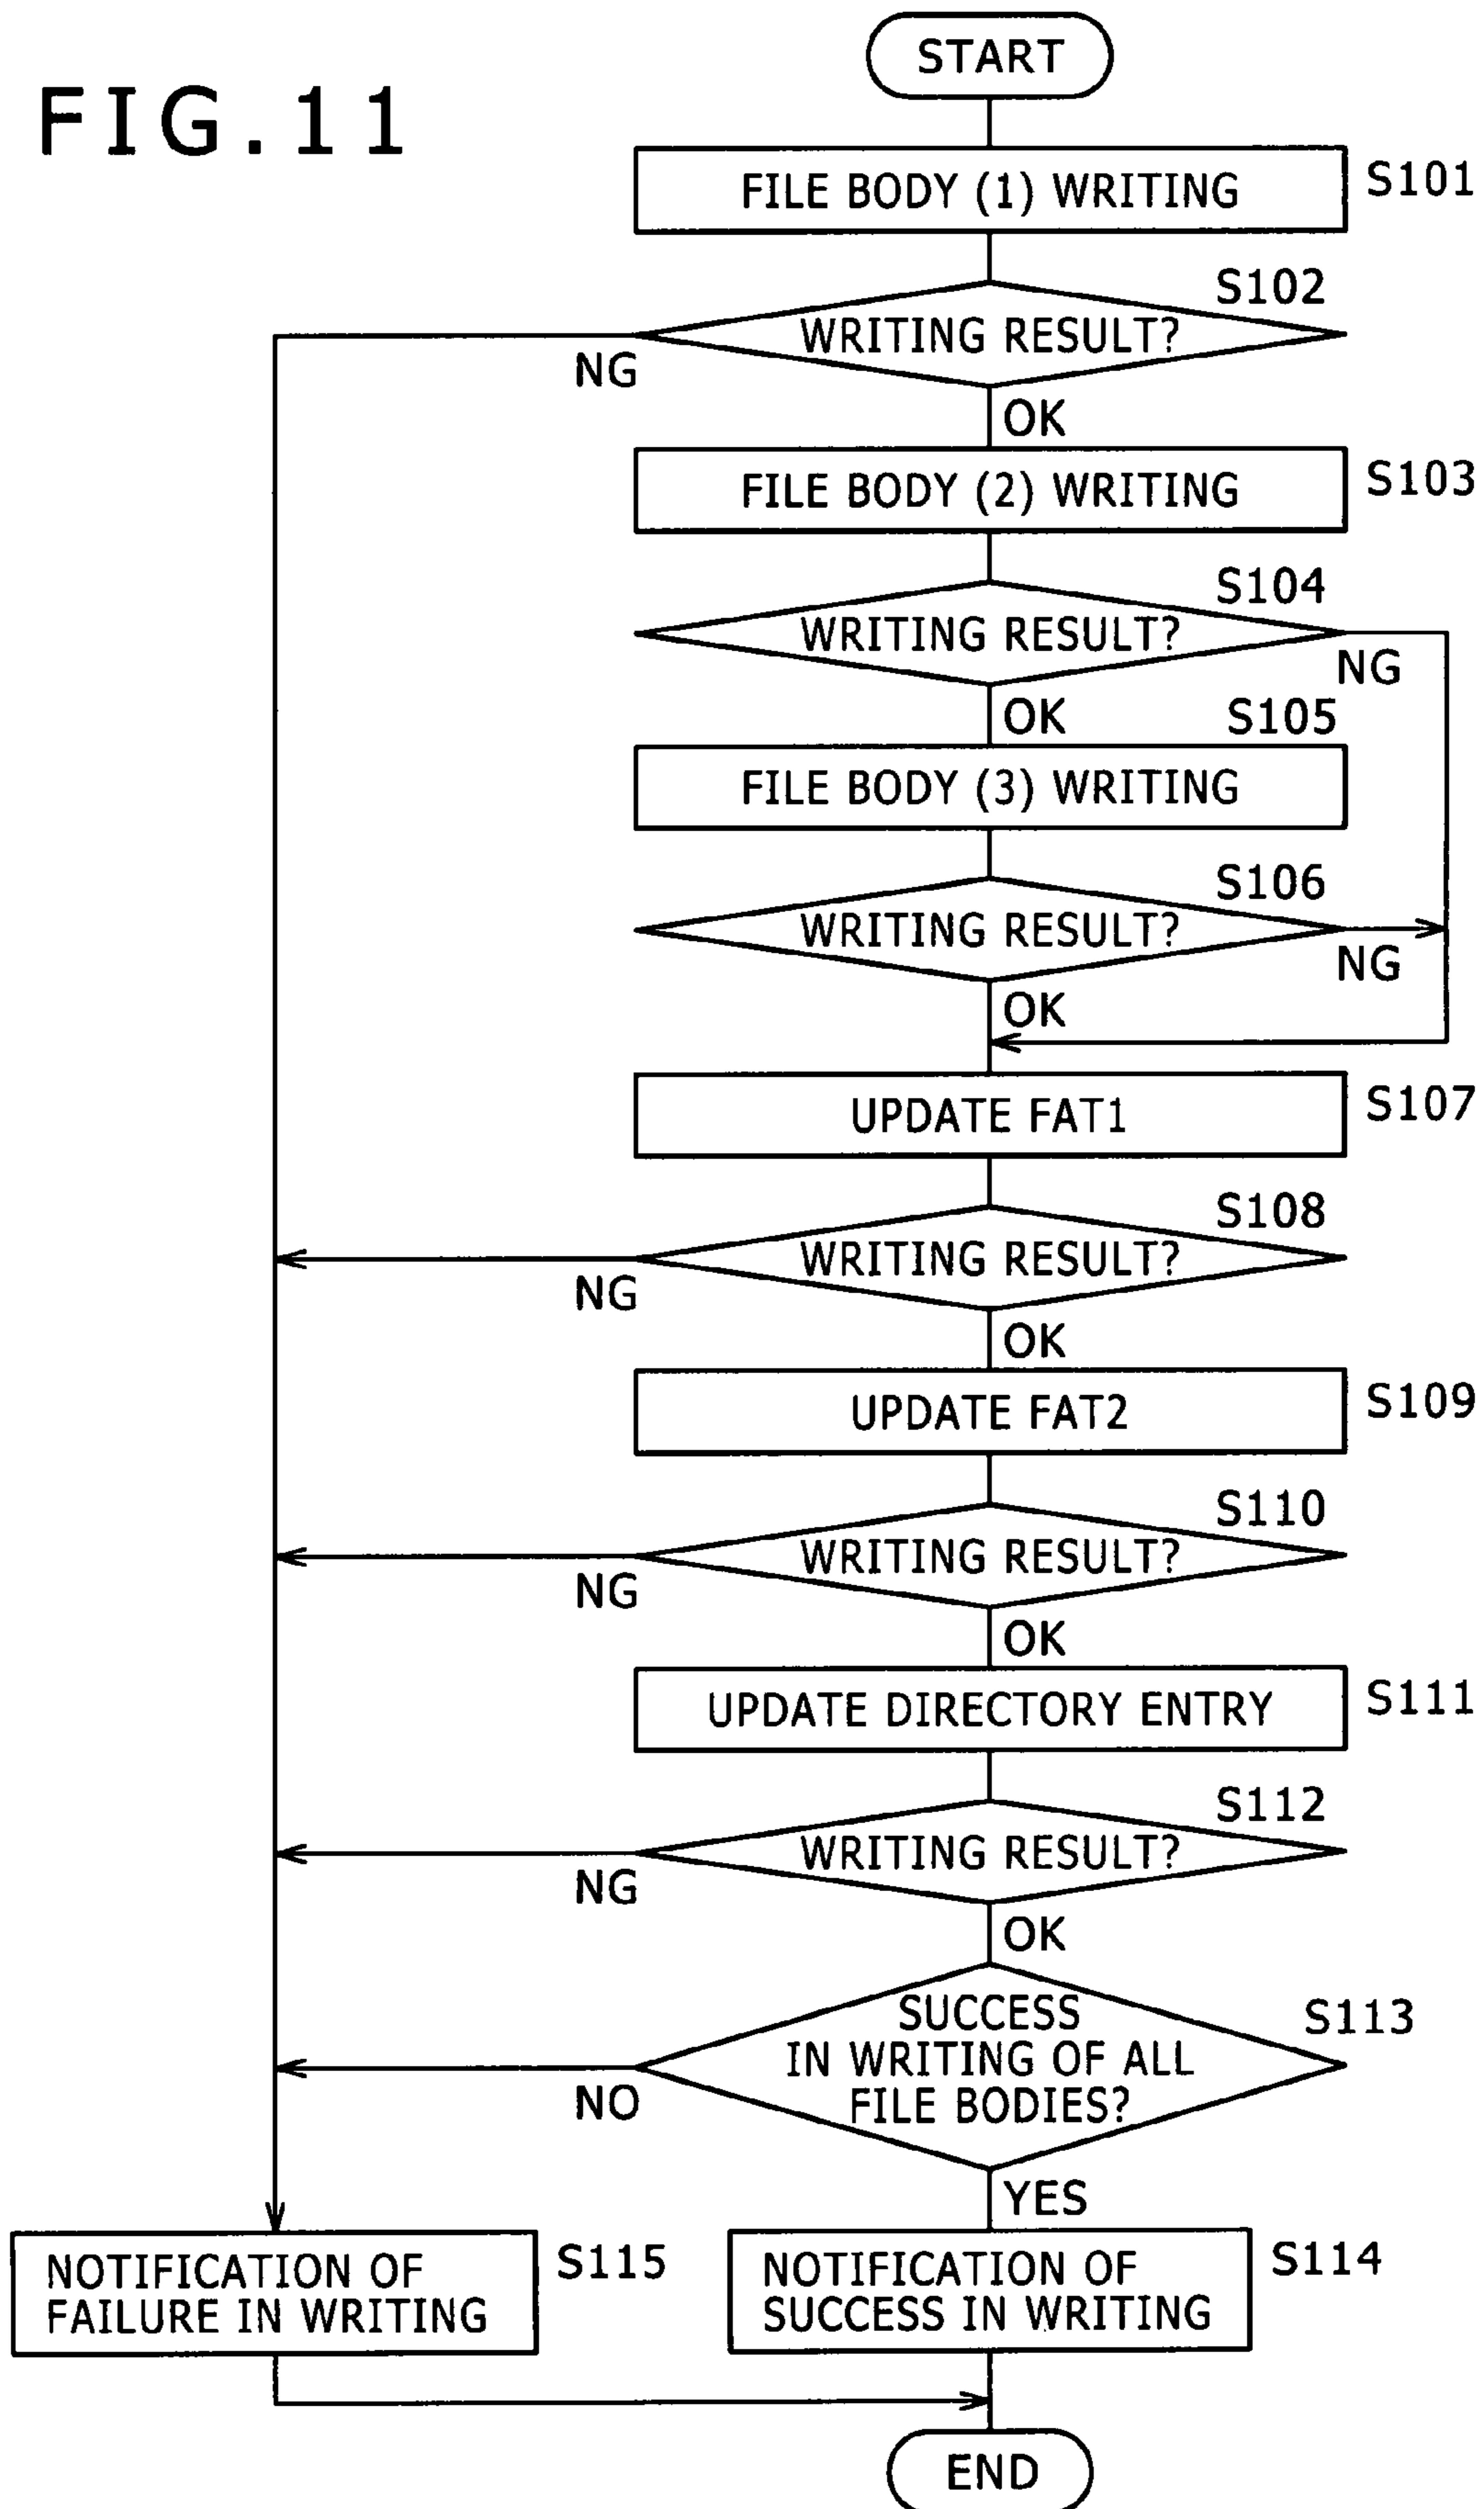 FIG.11
START
FILE BODY (1) WRITING
S101
S102
WRITING RESULT?
NG
OK
FILE BODY (2) WRITING
S103
S104
WRITING RESULT?
NG
OK
S105
FILE BODY (3) WRITING
S106
WRITING RESULT?
NG
OK
UPDATE FAT1
S107
S108
WRITING RESULT?
NG
OK
UPDATE FAT2
S109
S110
WRITING RESULT?
NG
OK
UPDATE DIRECTORY ENTRY
S111
S112
WRITING RESULT?
NG
OK
SUCCESS
IN WRITING OF ALL
FILE BODIES?
S113
NO
YES
NOTIFICATION OF
FAILURE IN WRITING
S115
NOTIFICATION OF
SUCCESS IN WRITING
S114
END